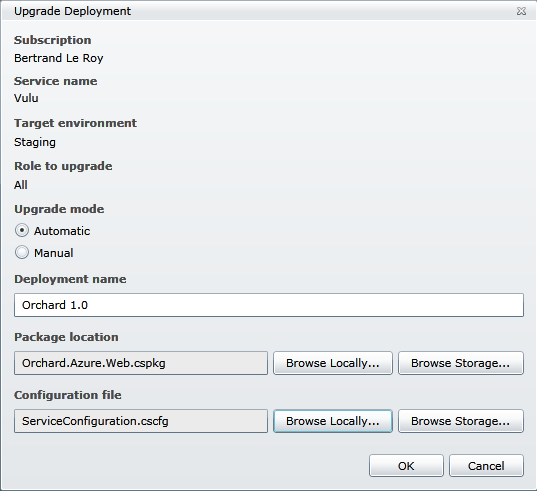 Upgrade Deployment
Subscription
Bertrand Le Roy
Service name
Vulu
Target environment
Staging
Role to upgrade
All
Upgrade mode
Automatic
Manual
Deployment name
Orchard 1.0
Package location
Orchard.Azure.Web.cspkg Browse Locally... Browse Storage...
Configuration file
ServiceConfiguration.cscfg Browse Locally... Browse Storage...
OK Cancel